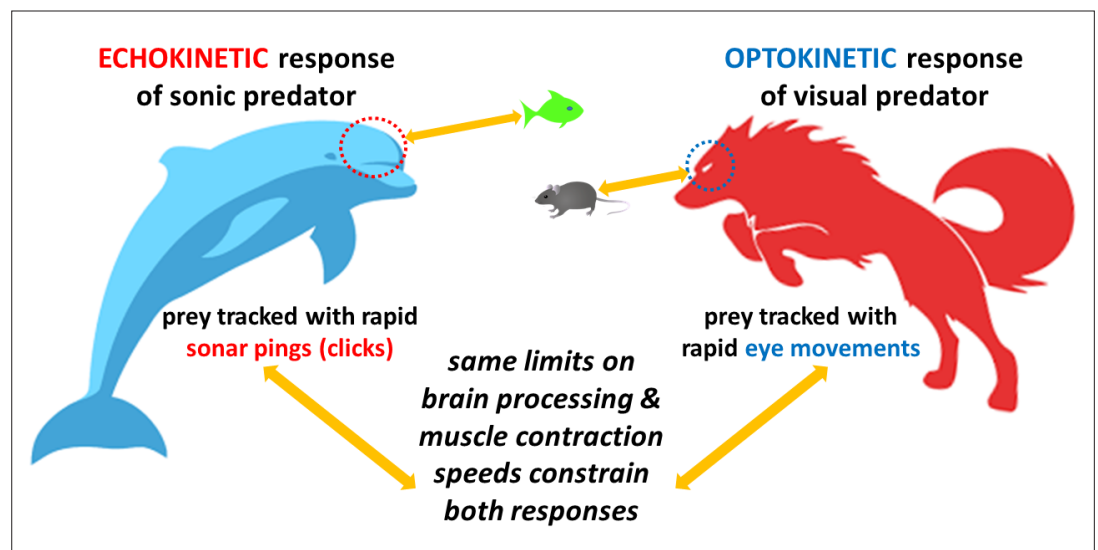 ECHOKINETIC response
of sonic predator
OPTOKINETIC response
of visual predator
prey tracked with rapid
sonar pings (clicks)
prey tracked with
rapid eye movements
same limits on
brain processing &
muscle contraction
speeds constrain
both responses